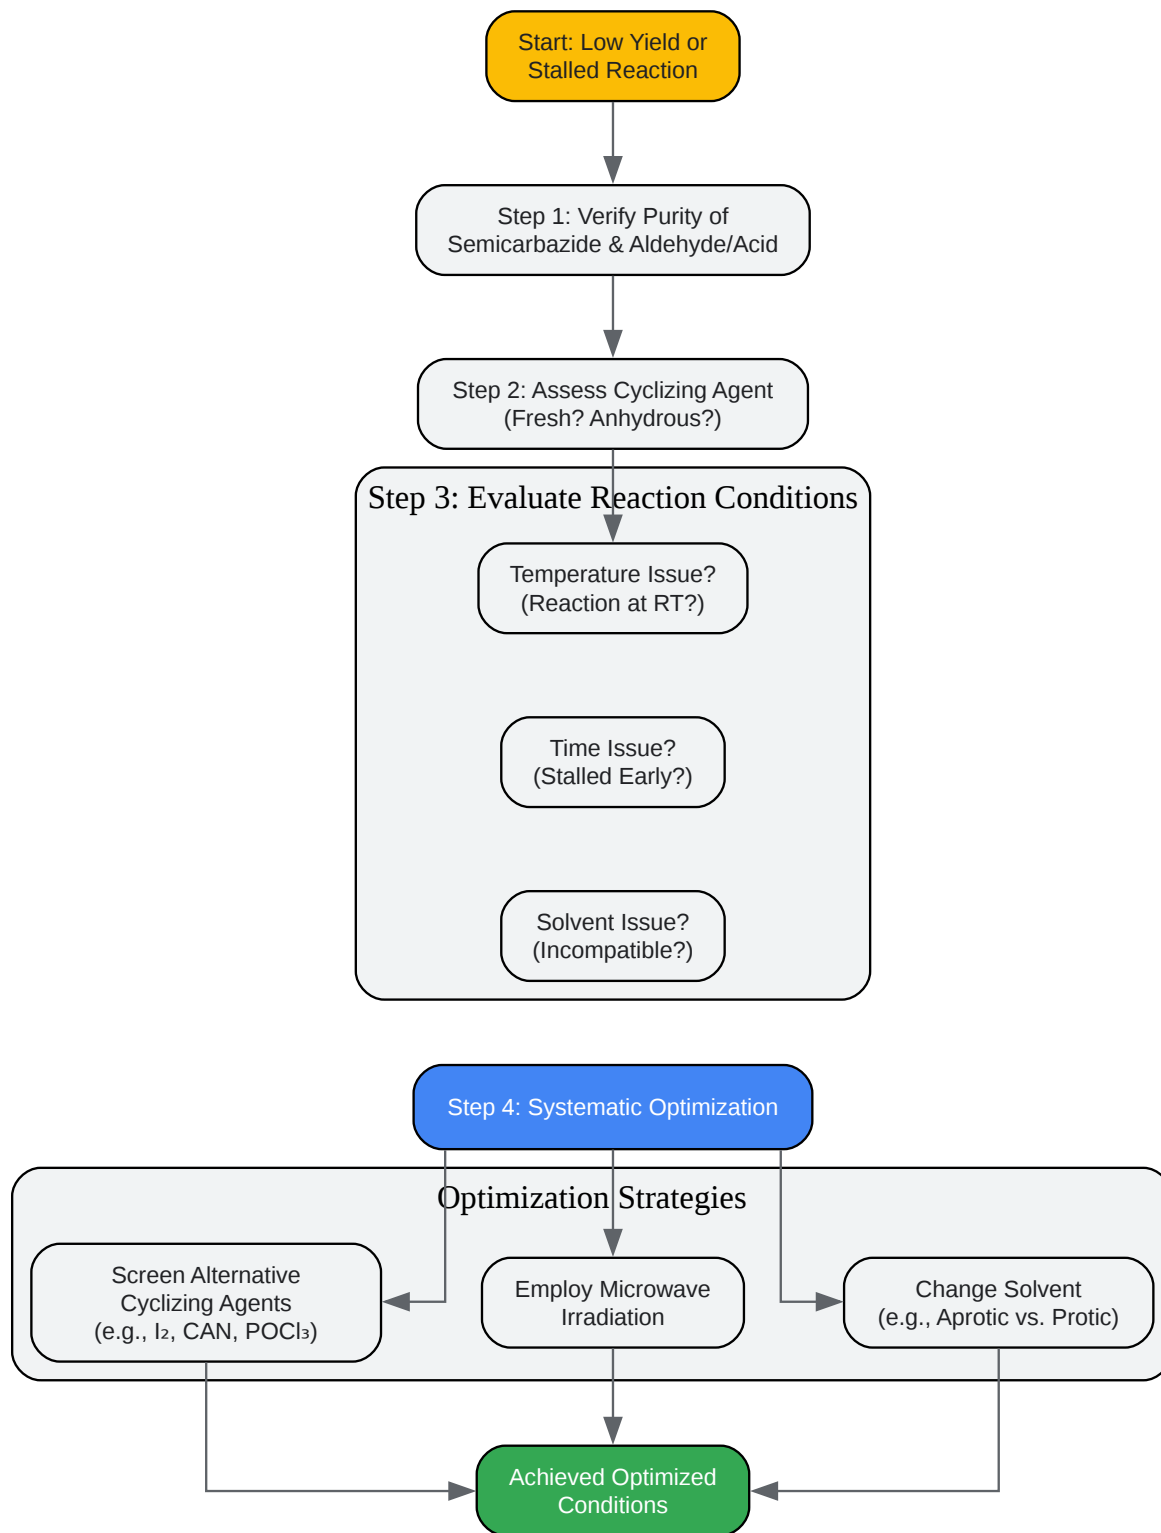 Start: Low Yield or
Stalled Reaction
Step 1: Verify Purity of
Semicarbazide & Aldehyde/Acid
Step 2: Assess Cyclizing Agent
(Fresh? Anhydrous?)
Step 3: Evaluate Reaction Conditions
Temperature Issue?
(Reaction at RT?)
Time Issue?
(Stalled Early?)
Solvent Issue?
(Incompatible?)
Step 4: Systematic Optimization
Optimization Strategies
Screen Alternative
Cyclizing Agents
(e.g., I₂, CAN, POCl₃)
Employ Microwave
Irradiation
Change Solvent
(e.g., Aprotic vs. Protic)
Achieved Optimized
Conditions